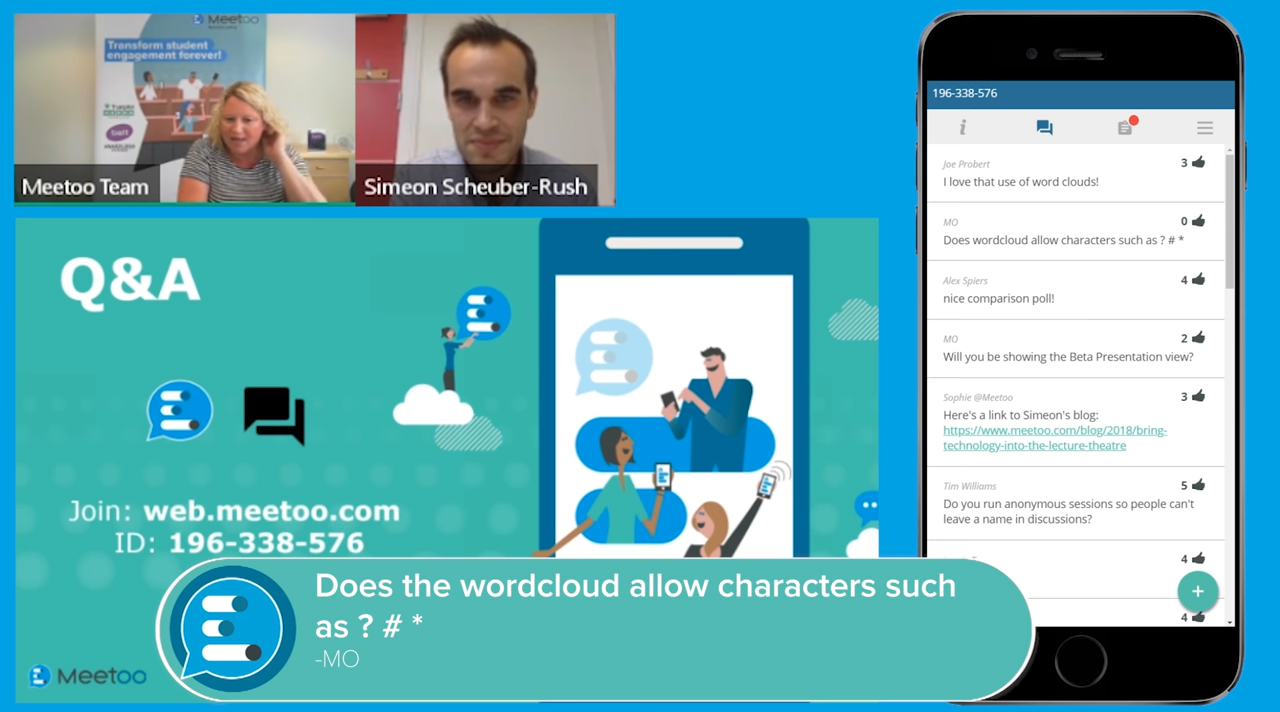 Meetoo
Transform student
engagement forever!
Meetoo Team
Simeon Scheuber-Rush
Q&A
Join: web.meetoo.com
ID: 196-338-576
Does the wordcloud allow characters such
as ? # *
-MO
Meetoo
196-338-576
Joe Probert
3
I love that use of word clouds!
MO
0
Does wordcloud allow characters such as ? # *
Alex Spiers
4
nice comparison poll!
MO
2
Will you be showing the Beta Presentation view?
Sophie @Meetoo
3
Here's a link to Simeon's blog:
https://www.meetoo.com/blog/2018/bring-
technology-into-the-lecture-theatre
Tim Williams
5
Do you run anonymous sessions so people can't
leave a name in discussions?
4
+
4